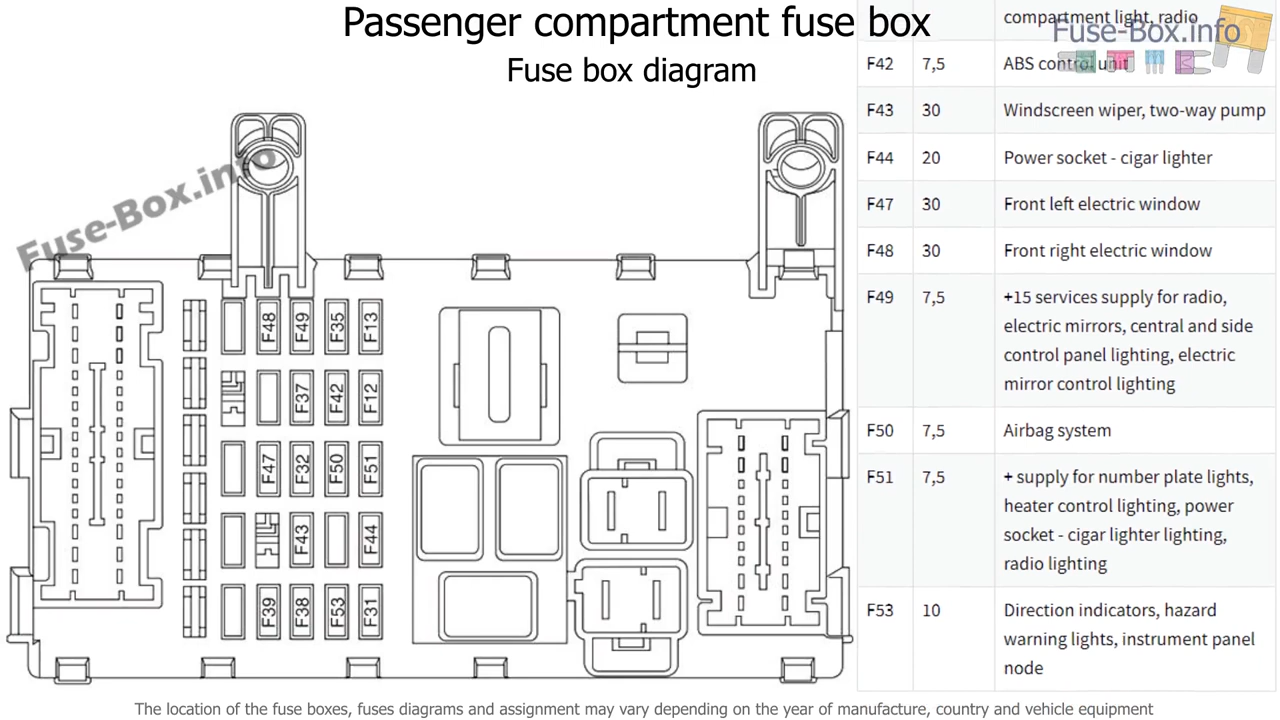 Passenger compartment fuse box
Fuse box diagram
Fuse-Box.info
Fuse-Box.info
F48 F49 F35 F13
F37 F42 F12
F47 F32 F50 F51
F43 F44
F39 F38 F53 F31
compartment light, radio
F42 7,5 ABS control unit
F43 30 Windscreen wiper, two-way pump
F44 20 Power socket - cigar lighter
F47 30 Front left electric window
F48 30 Front right electric window
F49 7,5 +15 services supply for radio,
electric mirrors, central and side
control panel lighting, electric
mirror control lighting
F50 7,5 Airbag system
F51 7,5 + supply for number plate lights,
heater control lighting, power
socket - cigar lighter lighting,
radio lighting
F53 10 Direction indicators, hazard
warning lights, instrument panel
node
The location of the fuse boxes, fuses diagrams and assignment may vary depending on the year of manufacture, country and vehicle equipment